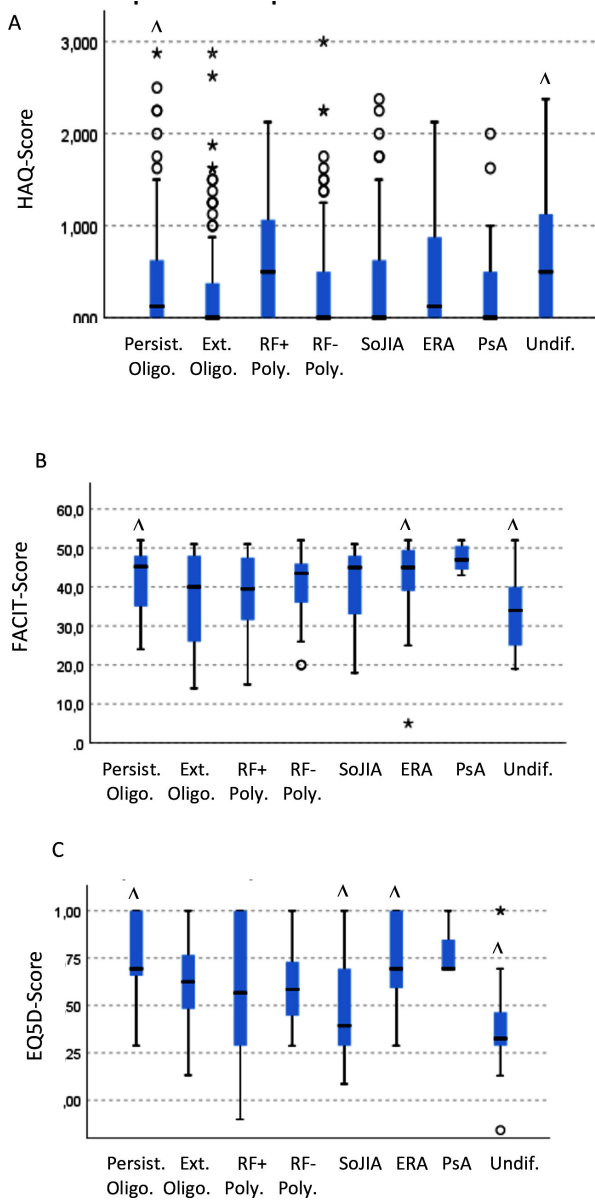 A
HAQ-Score
3,000
2,000
1,000
,000
Persist. Ext. RF+ RF- SoJIA ERA PsA Undif.
Oligo. Oligo. Poly. Poly.
B
FACIT-Score
60,0
50,0
40,0
30,0
20,0
10,0
,0
Persist. Ext. RF+ RF- SoJIA ERA PsA Undif.
Oligo. Oligo. Poly. Poly.
C
EQ5D-Score
1,00
,75
,50
,25
,00
Persist. Ext. RF+ RF- SoJIA ERA PsA Undif.
Oligo. Oligo. Poly. Poly.